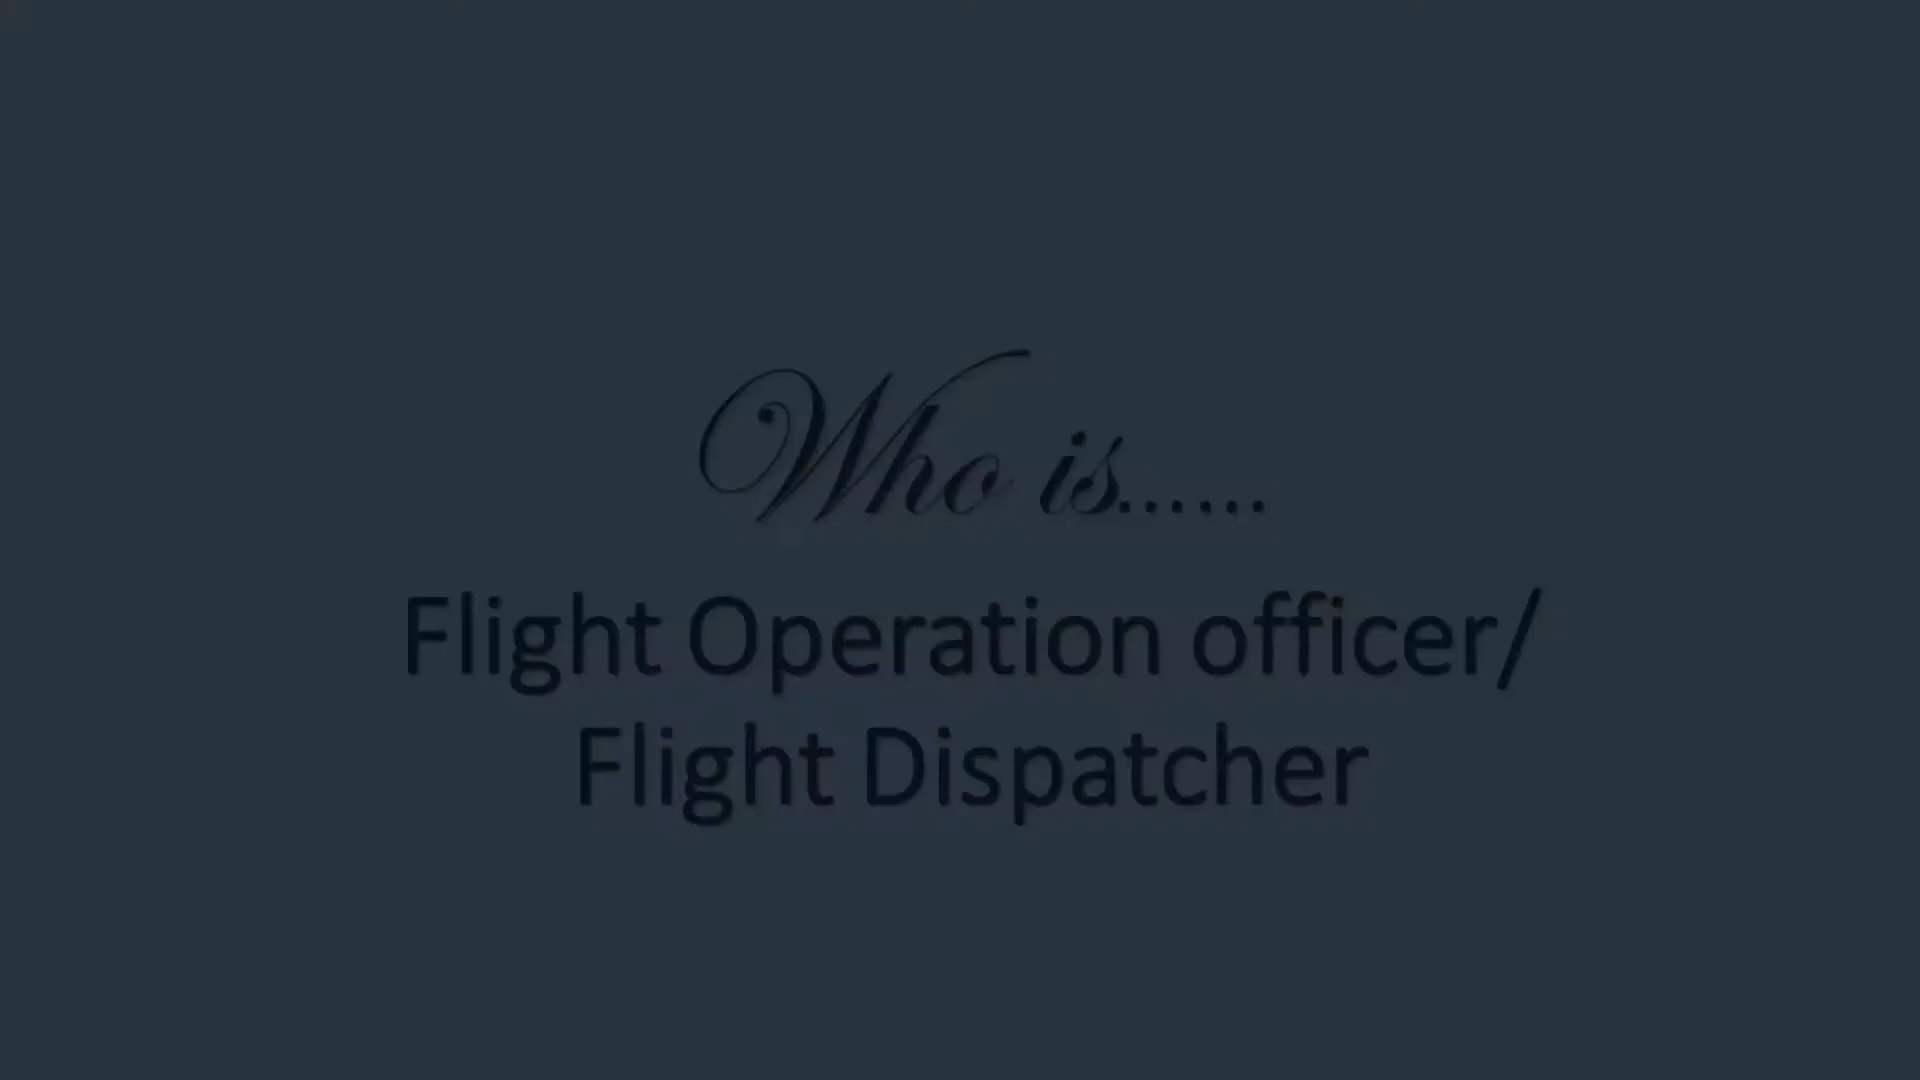 Who is......
Flight Operation officer/
Flight Dispatcher